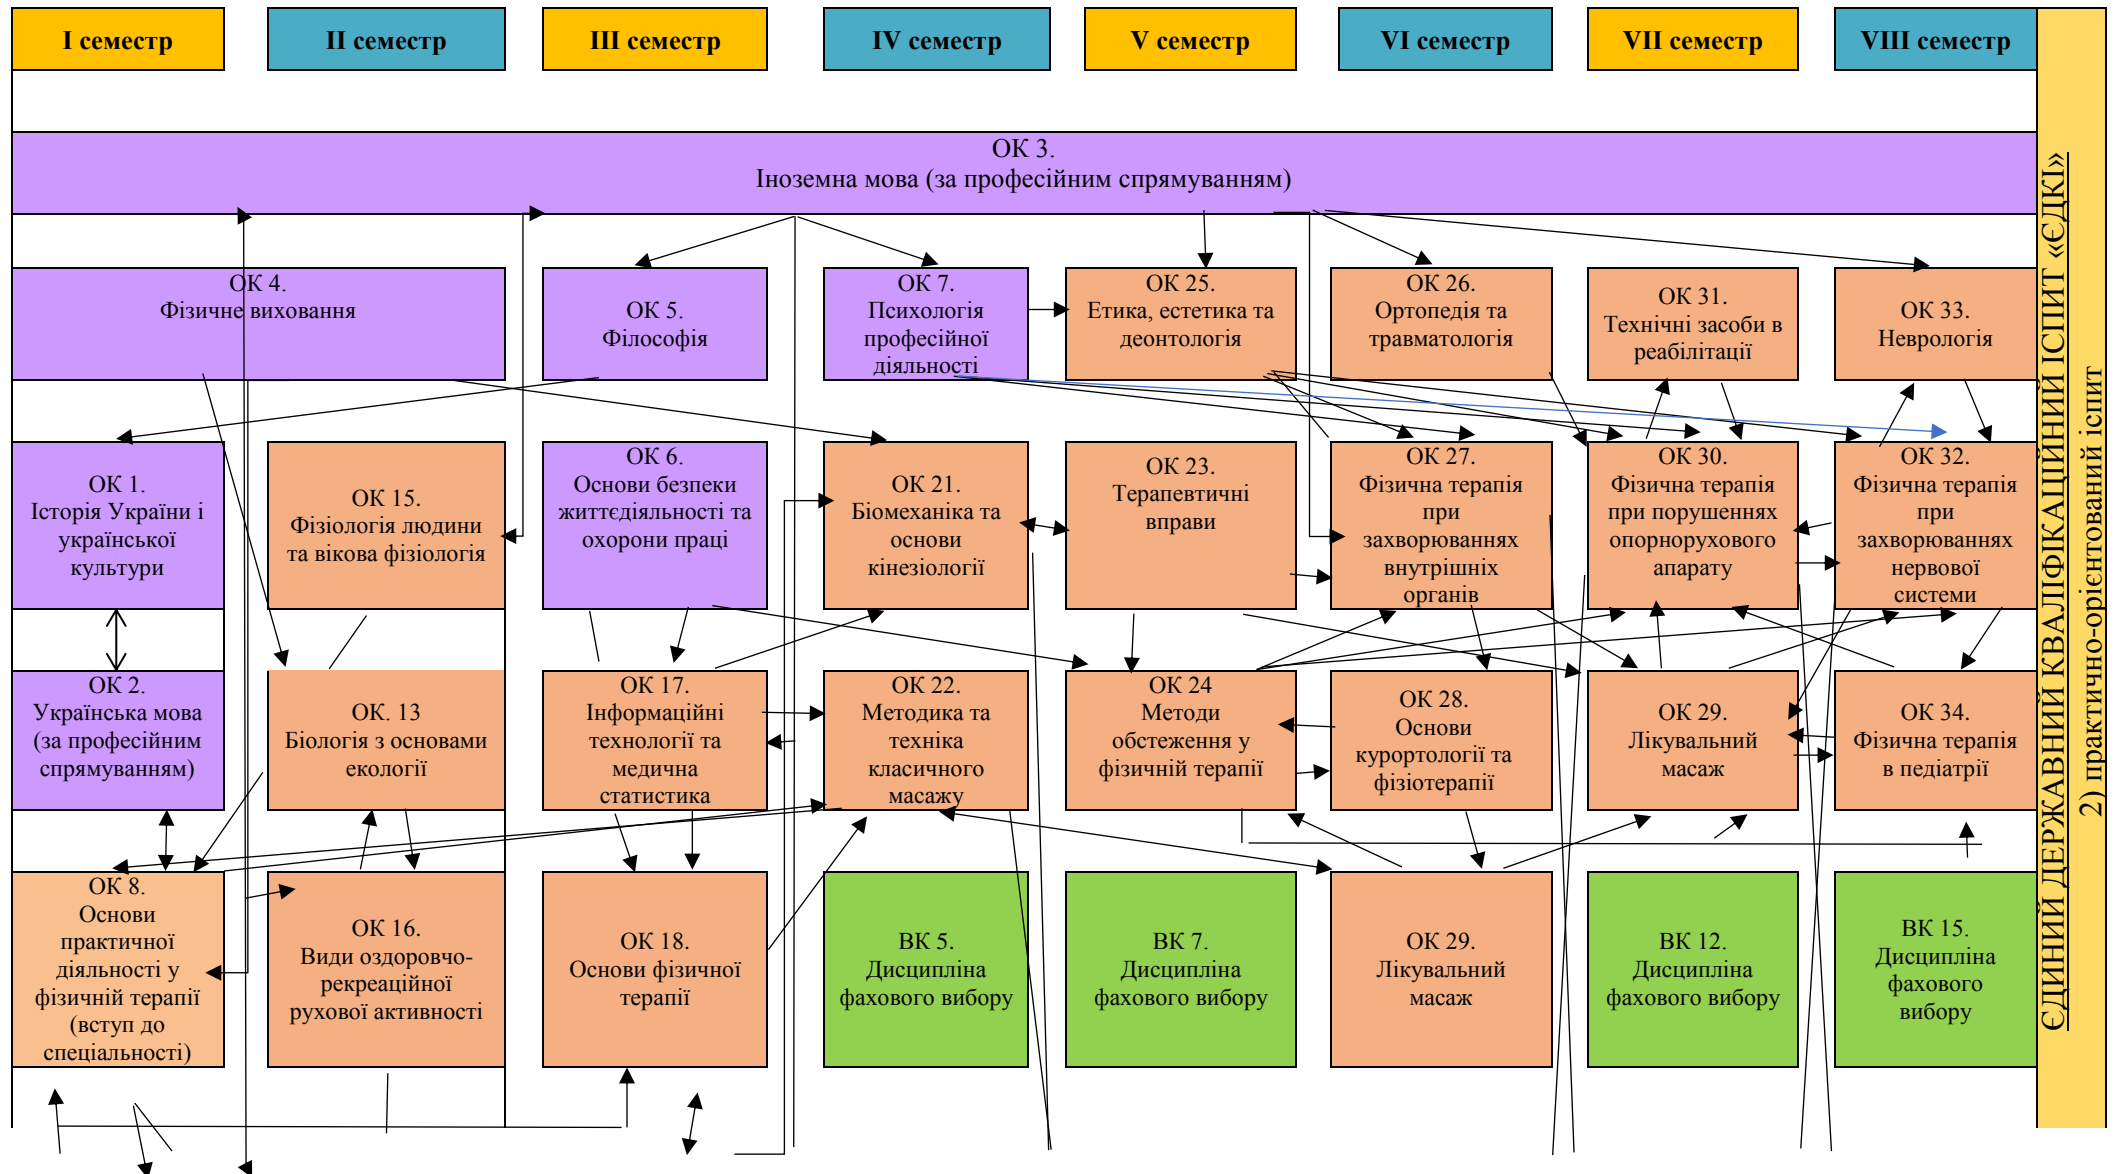 I семестр
II семестр
III семестр
IV семестр
V семестр
VI семестр
VII семестр
VIII семестр
ОК 3.
Іноземна мова (за професійним спрямуванням)
ОК 4.
Фізичне виховання
ОК 5.
Філософія
ОК 7.
Психологія
професійної
діяльності
ОК 25.
Етика, естетика та
деонтологія
ОК 26.
Ортопедія та
травматологія
ОК 31.
Технічні засоби в
реабілітації
ОК 33.
Неврологія
ОК 1.
Історія України і
української
культури
ОК 15.
Фізіологія людини
та вікова фізіологія
ОК 6.
Основи безпеки
життєдіяльності та
охорони праці
ОК 21.
Біомеханіка та
основи
кінезіології
ОК 23.
Терапевтичні
вправи
ОК 27.
Фізична терапія
при
захворюваннях
внутрішніх
органів
ОК 30.
Фізична терапія
при порушеннях
опорнорухового
апарату
ОК 32.
Фізична терапія
при
захворюваннях
нервової
системи
ОК 2.
Українська мова
(за професійним
спрямуванням)
ОК. 13
Біологія з основами
екології
ОК 17.
Інформаційні
технології та
медична
статистика
ОК 22.
Методика та
техніка
класичного
масажу
ОК 24
Методи
обстеження у
фізичній терапії
ОК 28.
Основи
курортології та
фізіотерапії
ОК 29.
Лікувальний
масаж
ОК 34.
Фізична терапія
в педіатрії
ОК 8.
Основи
практичної
діяльності у
фізичній терапії
(вступ до
спеціальності)
ОК 16.
Види оздоровчо-
рекреаційної
рухової активності
ОК 18.
Основи фізичної
терапії
ВК 5.
Дисципліна
фахового вибору
ВК 7.
Дисципліна
фахового вибору
ОК 29.
Лікувальний
масаж
ВК 12.
Дисципліна
фахового вибору
ВК 15.
Дисципліна
фахового
вибору
ЄДИНИЙ ДЕРЖАВНИЙ КВАЛІФІКАЦІЙНИЙ ІСПИТ «ЄДКІ»
2) практично-орієнтований іспит